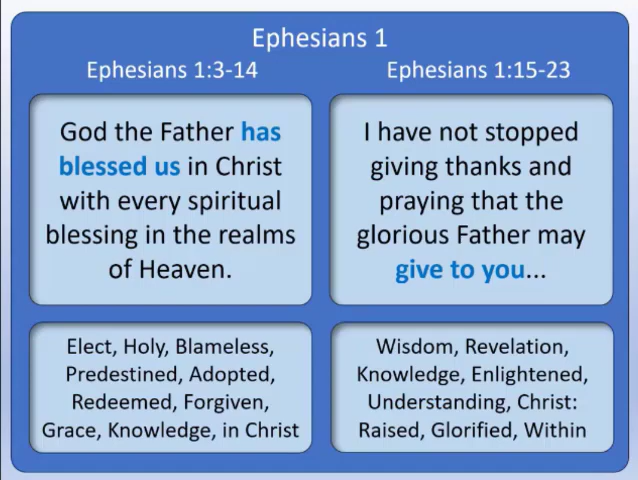 Ephesians 1
Ephesians 1:3-14
Ephesians 1:15-23
God the Father has
blessed us in Christ
with every spiritual
blessing in the realms
of Heaven.
I have not stopped
giving thanks and
praying that the
glorious Father may
give to you...
Elect, Holy, Blameless,
Predestined, Adopted,
Redeemed, Forgiven,
Grace, Knowledge, in Christ
Wisdom, Revelation,
Knowledge, Enlightened,
Understanding, Christ:
Raised, Glorified, Within